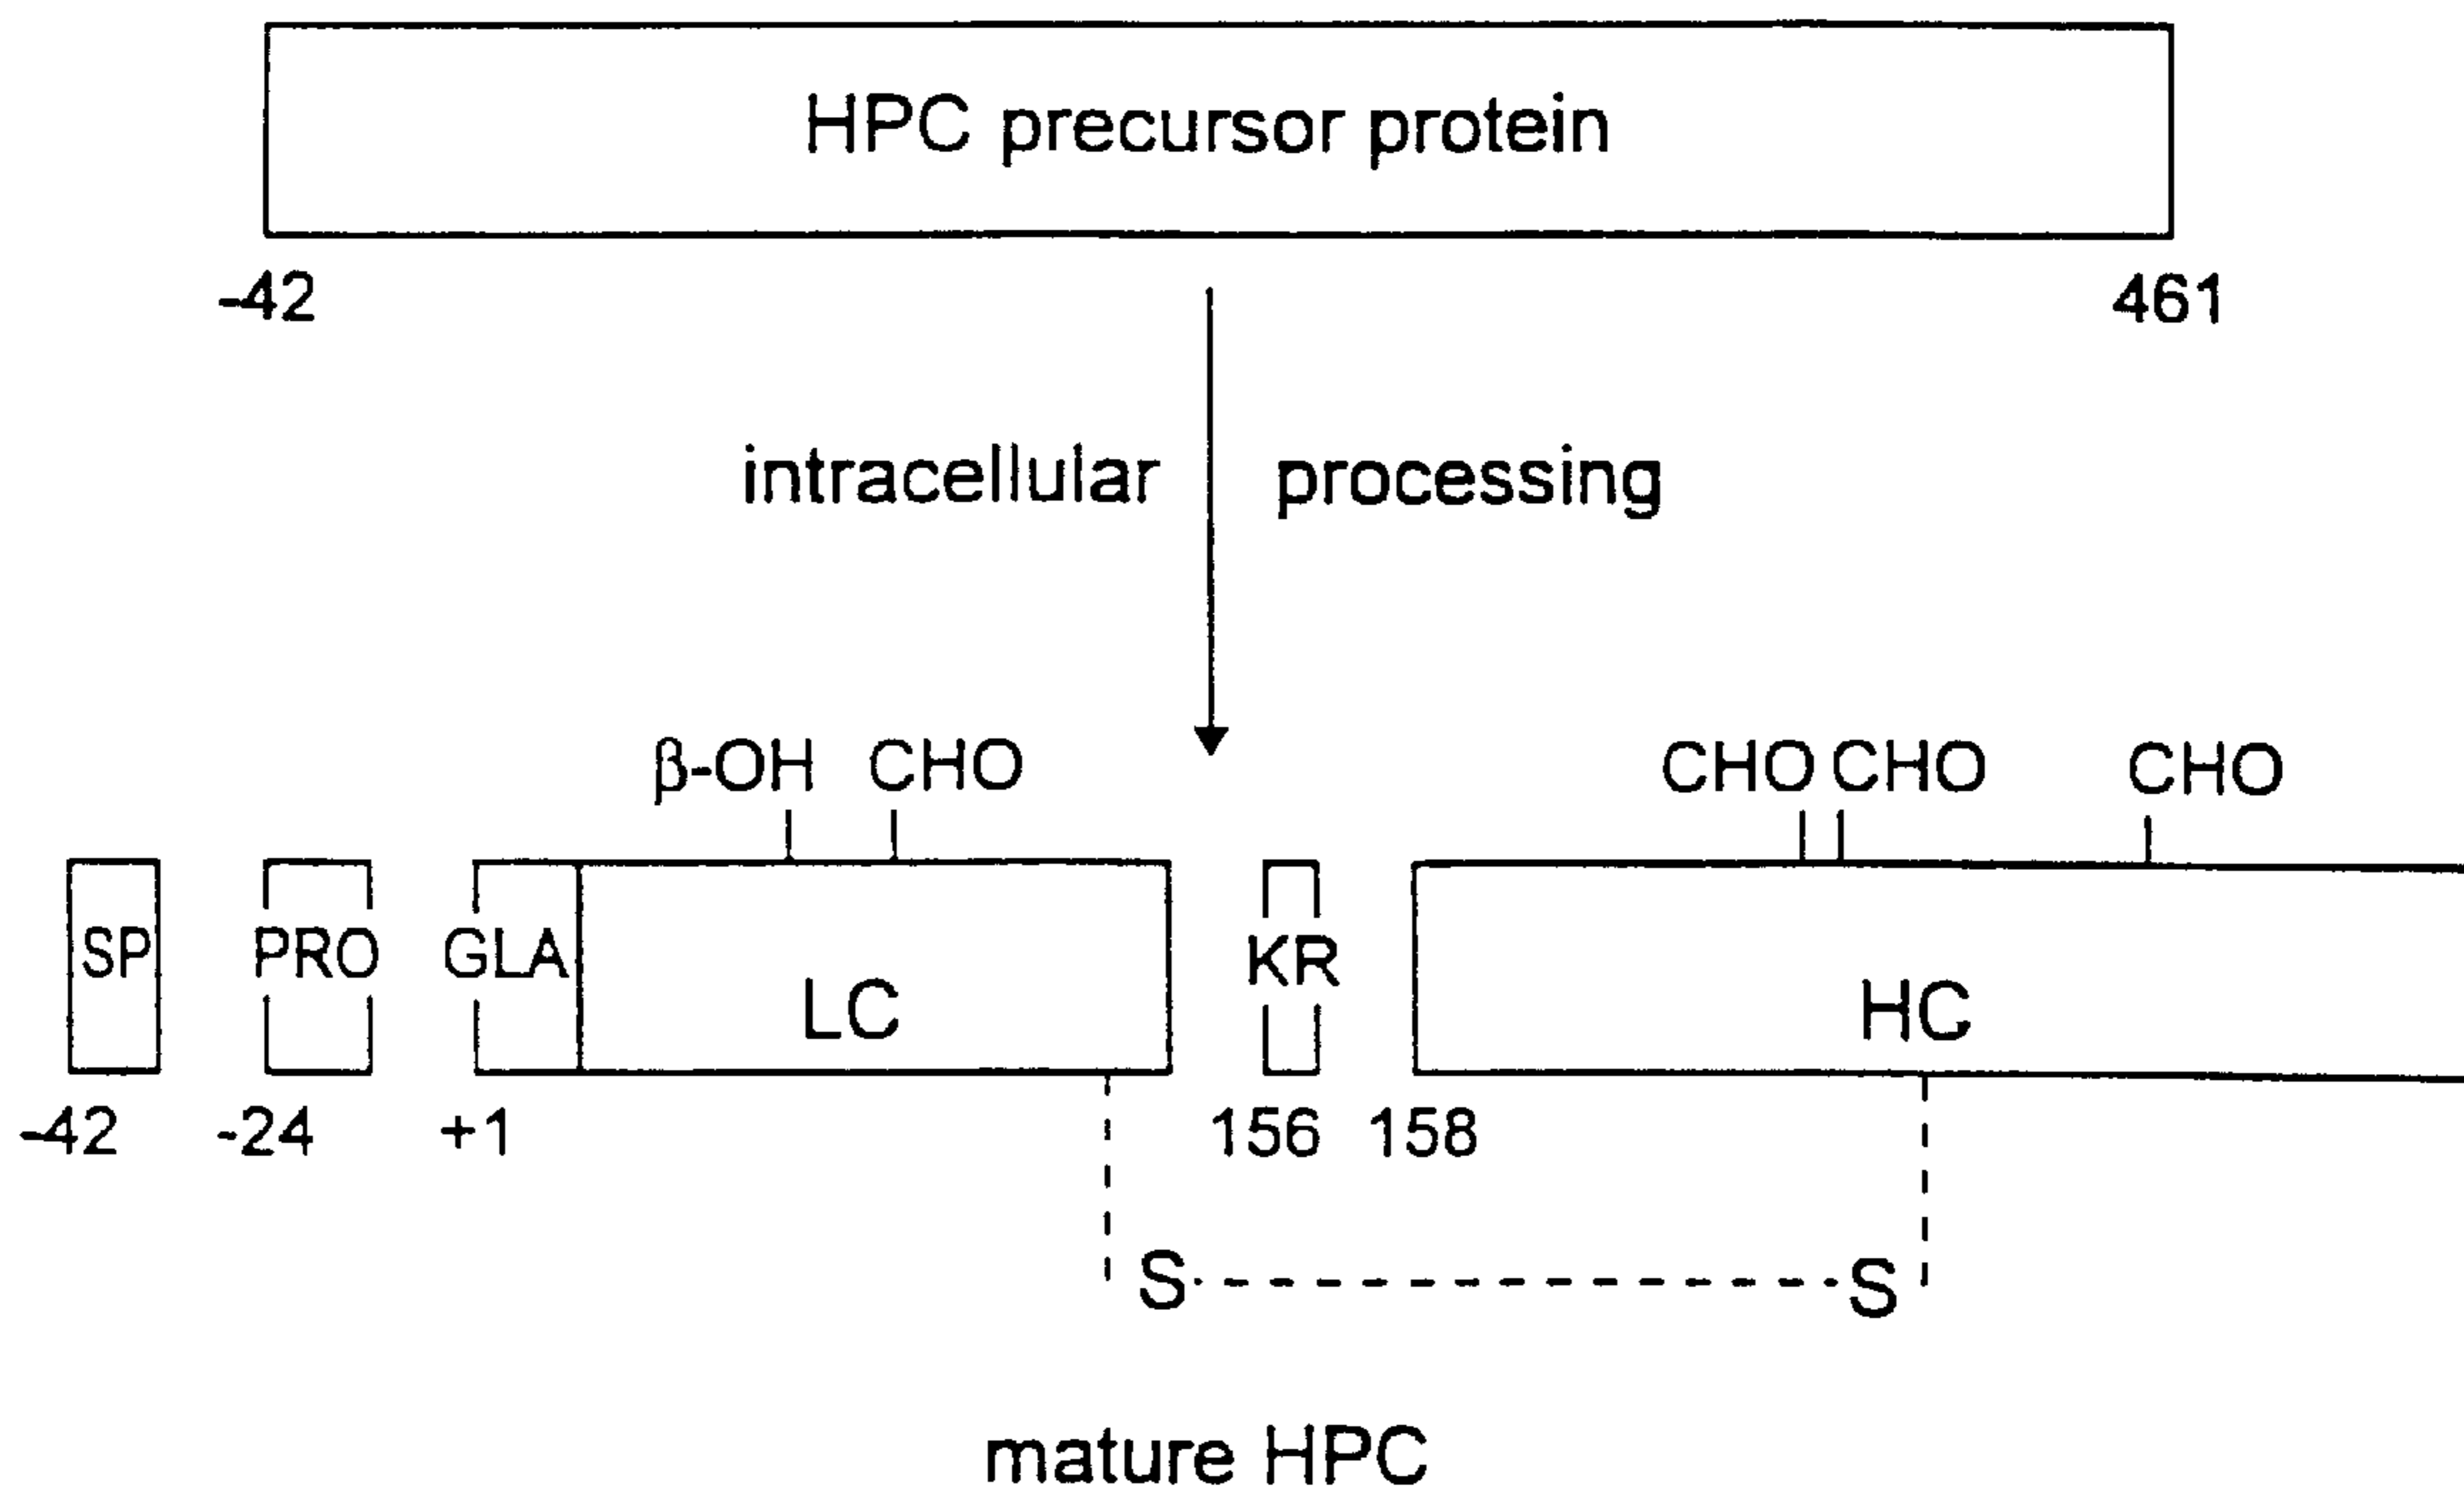 HPC precursor protein
-42 461
intracellular processing
β-OH CHO CHO CHO CHO
SP PRO GLA KR
LC HC
-42 -24 +1 156 158
S S
mature HPC